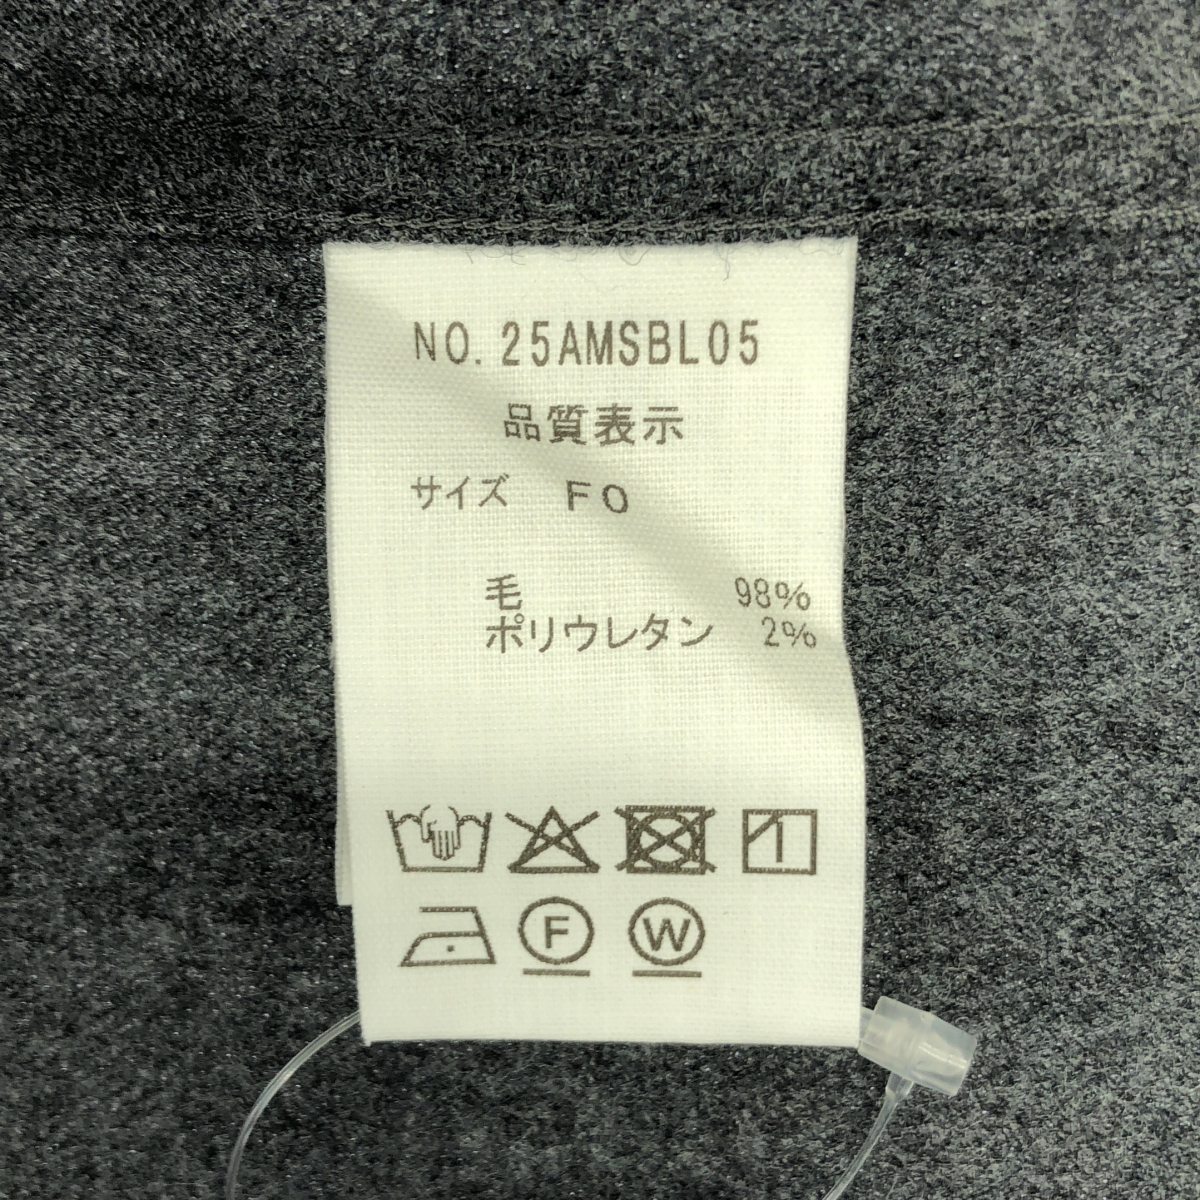 NO. 25AMSBL05
品質表示
サイズ FO
毛 98%
ポリウレタン 2%
F W